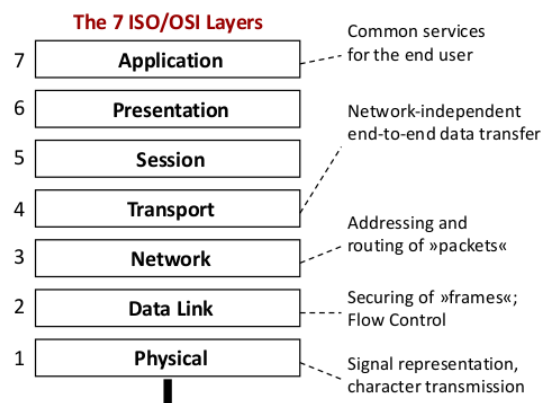 The 7 ISO/OSI Layers
7 Application
Common services
for the end user
6 Presentation
Network-independent
end-to-end data transfer
5 Session
4 Transport
Addressing and
routing of »packets«
3 Network
2 Data Link
Securing of »frames«;
Flow Control
1 Physical
Signal representation,
character transmission